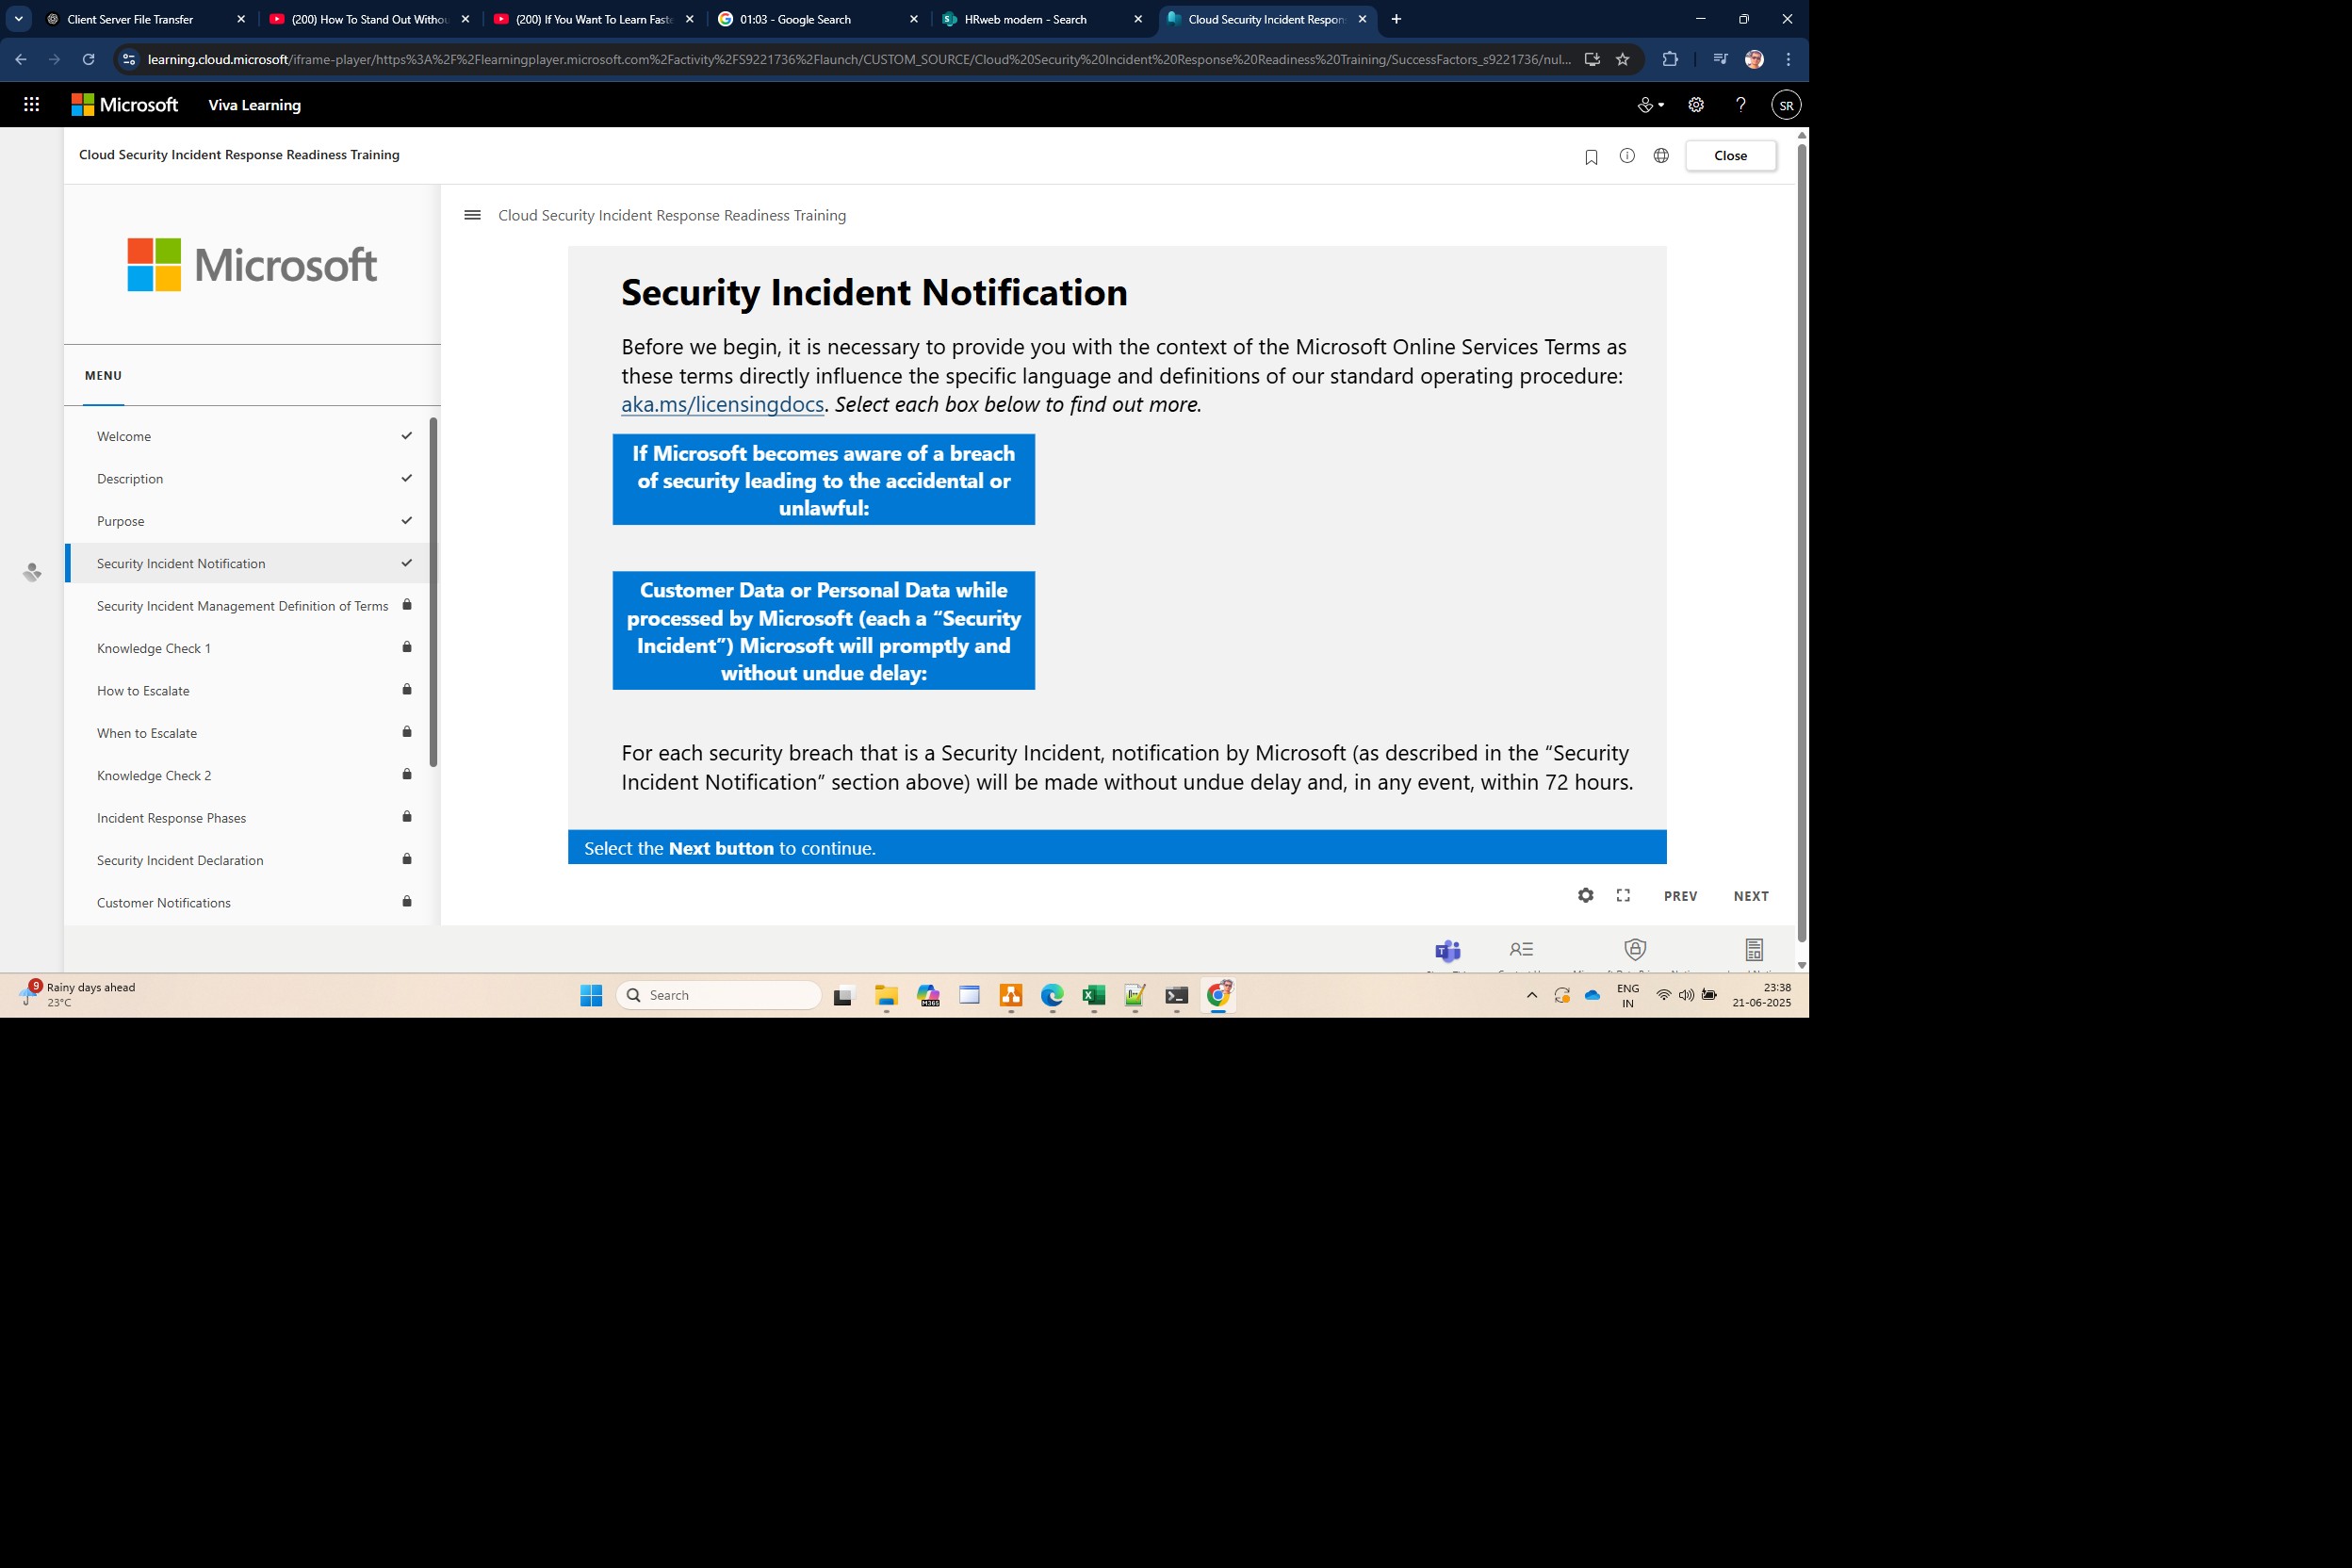 Client Server File Transfer
(200) How To Stand Out Withou
(200) If You Want To Learn Faste
01:03 - Google Search
HRweb modern - Search
Cloud Security Incident Respon
learning.cloud.microsoft/iframe-player/https%3A%2F%2Flearningplayer.microsoft.com%2Factivity%2FS9221736%2Flaunch/CUSTOM_SOURCE/Cloud%20Security%20Incident%20Response%20Readiness%20Training/SuccessFactors_s9221736/nul...
Microsoft
Viva Learning
SR
Cloud Security Incident Response Readiness Training
Close
Microsoft
MENU
Welcome
Description
Purpose
Security Incident Notification
Security Incident Management Definition of Terms
Knowledge Check 1
How to Escalate
When to Escalate
Knowledge Check 2
Incident Response Phases
Security Incident Declaration
Customer Notifications
Cloud Security Incident Response Readiness Training
Security Incident Notification
Before we begin, it is necessary to provide you with the context of the Microsoft Online Services Terms as
these terms directly influence the specific language and definitions of our standard operating procedure:
aka.ms/licensingdocs. Select each box below to find out more.
If Microsoft becomes aware of a breach
of security leading to the accidental or
unlawful:
Customer Data or Personal Data while
processed by Microsoft (each a “Security
Incident”) Microsoft will promptly and
without undue delay:
For each security breach that is a Security Incident, notification by Microsoft (as described in the “Security
Incident Notification” section above) will be made without undue delay and, in any event, within 72 hours.
Select the Next button to continue.
PREV
NEXT
9
Rainy days ahead
23°C
Search
M365
ENG
IN
23:38
21-06-2025